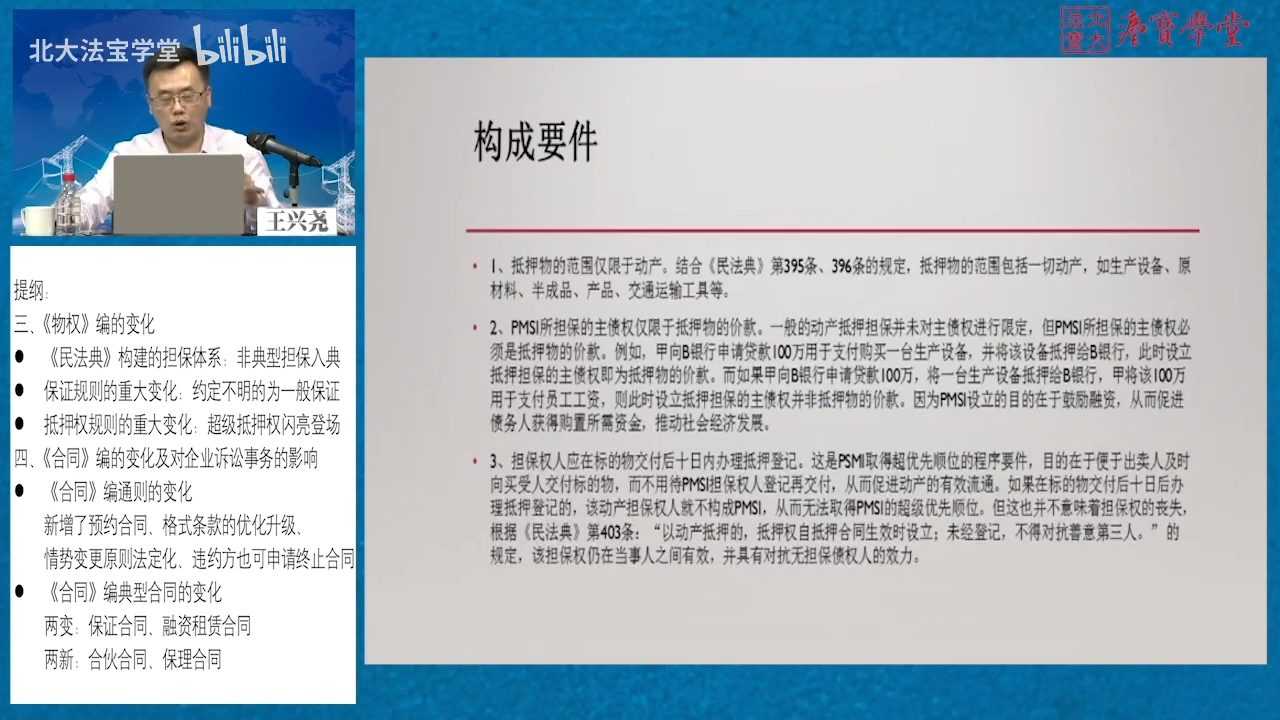 北大法宝学堂 bilibili
王兴尧
北大
法宝
法寶學堂
提纲:
三、《物权》编的变化
● 《民法典》构建的担保体系：非典型担保入典
● 保证规则的重大变化：约定不明的为一般保证
● 抵押权规则的重大变化：超级抵押权闪亮登场
四、《合同》编的变化及对企业诉讼事务的影响
● 《合同》编通则的变化
新增了预约合同、格式条款的优化升级、
情势变更原则法定化、违约方也可申请终止合同
● 《合同》编典型合同的变化
两变：保证合同、融资租赁合同
两新：合伙合同、保理合同
构成要件
• 1、抵押物的范围仅限于动产。结合《民法典》第395条、396条的规定，抵押物的范围包括一切动产，如生产设备、原
材料、半成品、产品、交通运输工具等。
• 2、PMSI所担保的主债权仅限于抵押物的价款。一般的动产抵押担保并未对主债权进行限定，但PMSI所担保的主债权必
须是抵押物的价款。例如，甲向B银行申请贷款100万用于支付购买一台生产设备，并将该设备抵押给B银行，此时设立
抵押担保的主债权即为抵押物的价款。而如果甲向B银行申请贷款100万，将一台生产设备抵押给B银行，甲将该100万
用于支付员工工资，则此时设立抵押担保的主债权并非抵押物的价款。因为PMSI设立的目的在于鼓励融资，从而促进
债务人获得购置所需资金，推动社会经济发展。
• 3、担保权人应在标的物交付后十日内办理抵押登记。这是PSMI取得超优先顺位的程序要件，目的在于便于出卖人及时
向买受人交付标的物，而不用待PMSI担保权人登记再交付，从而促进动产的有效流通。如果在标的物交付后十日后办
理抵押登记的，该动产担保权人就不构成PMSI，从而无法取得PMSI的超级优先顺位。但这也并不意味着担保权的丧失，
根据《民法典》第403条：“以动产抵押的，抵押权自抵押合同生效时设立；未经登记，不得对抗善意第三人。”的
规定，该担保权仍在当事人之间有效，并具有对抗无担保债权人的效力。